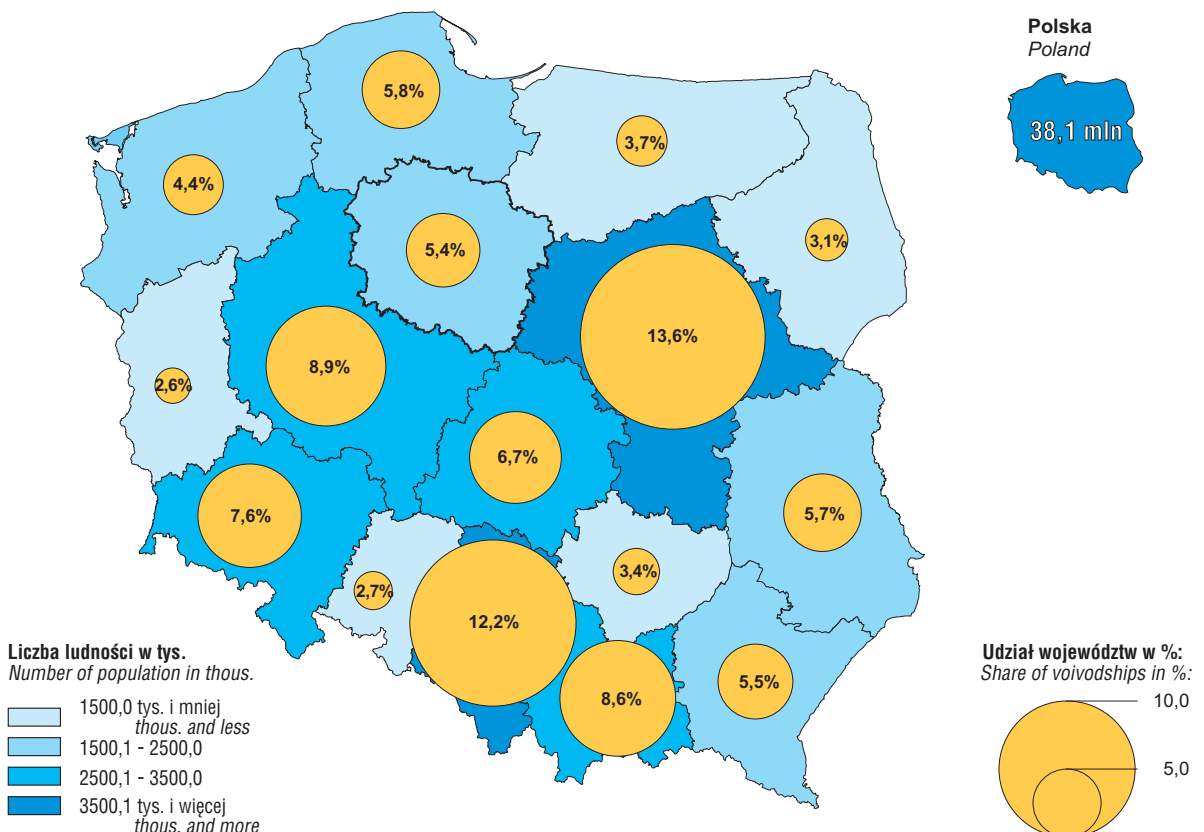 Polska
Poland
38,1 mln
5,8%
3,7%
4,4%
3,1%
5,4%
13,6%
8,9%
2,6%
6,7%
7,6%
5,7%
3,4%
2,7%
12,2%
5,5%
8,6%
Liczba ludności w tys.
Number of population in thous.
1500,0 tys. i mniej
thous. and less
1500,1 - 2500,0
2500,1 - 3500,0
3500,1 tys. i więcej
thous. and more
Udział województw w %:
Share of voivodships in %:
10,0
5,0